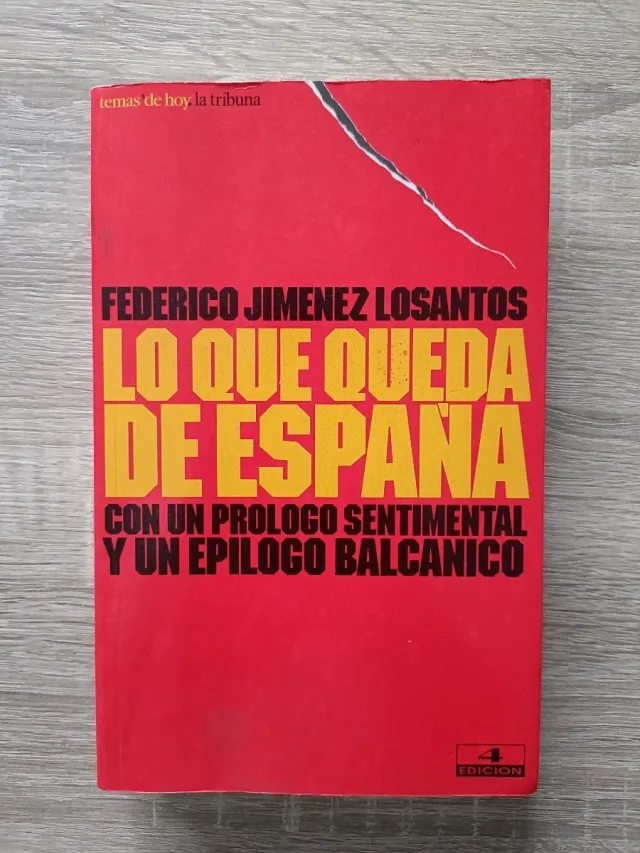 temas'de hoy. la tribuna
FEDERICO JIMENEZ LOSANTOS
LO QUE QUEDA
DE ESPAÑA
CON UN PROLOGO SENTIMENTAL
Y UN EPILOGO BALCANICO
4
EDICION